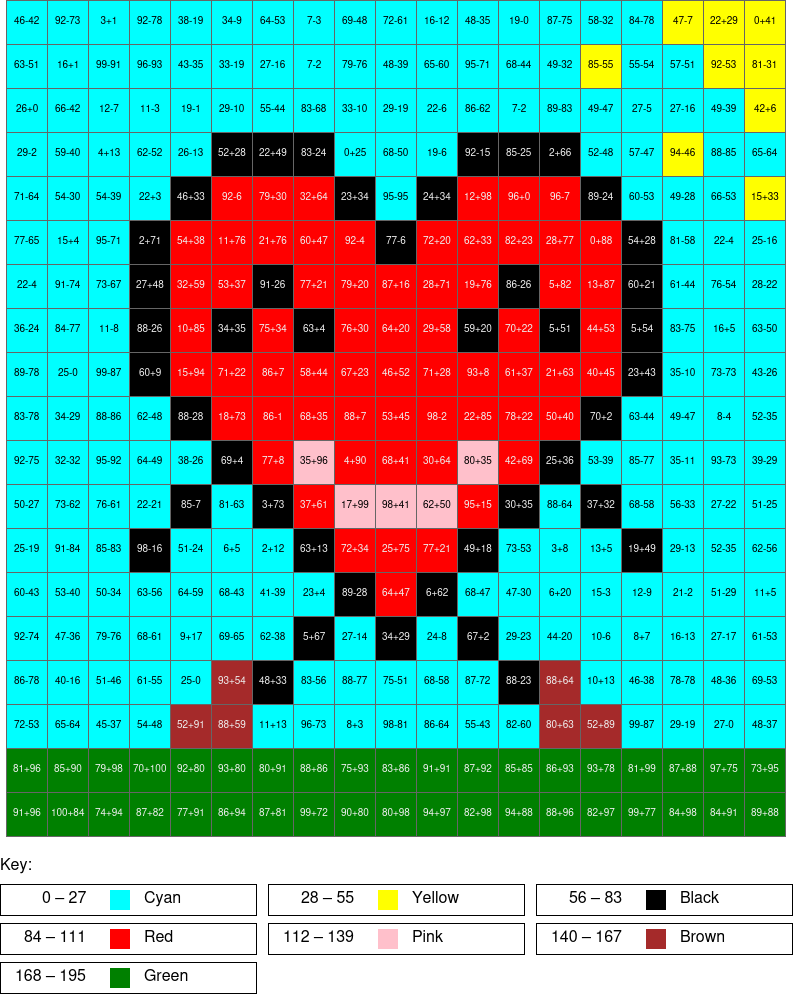 46-42 92-73 3+1 92-78 38-19 34-9 64-53 7-3 69-48 72-61 16-12 48-35 19-0 87-75 58-32 84-78 47-7 22+29 0+41
63-51 16+1 99-91 96-93 43-35 33-19 27-16 7-2 79-76 48-39 65-60 95-71 68-44 49-32 85-55 55-54 57-51 92-53 81-31
26+0 66-42 12-7 11-3 19-1 29-10 55-44 83-68 33-10 29-19 22-6 86-62 7-2 89-83 49-47 27-5 27-16 49-39 42+6
29-2 59-40 4+13 62-52 26-13 52+28 22+49 83-24 0+25 68-50 19-6 92-15 85-25 2+66 52-48 57-47 94-46 88-85 65-64
71-64 54-30 54-39 22+3 46+33 92-6 79+30 32+64 23+34 95-95 24+34 12+98 96+0 96-7 89-24 60-53 49-28 66-53 15+33
77-65 15+4 95-71 2+71 54+38 11+76 21+76 60+47 92-4 77-6 72+20 62+33 82+23 28+77 0+88 54+28 81-58 22-4 25-16
22-4 91-74 73-67 27+48 32+59 53+37 91-26 77+21 79+20 87+16 28+71 19+76 86-26 5+82 13+87 60+21 61-44 76-54 28-22
36-24 84-77 11-8 88-26 10+85 34+35 75+34 63+4 76+30 64+20 29+58 59+20 70+22 5+51 44+53 5+54 83-75 16+5 63-50
89-78 25-0 99-87 60+9 15+94 71+22 86+7 58+44 67+23 46+52 71+28 93+8 61+37 21+63 40+45 23+43 35-10 73-73 43-26
83-78 34-29 88-86 62-48 88-28 18+73 86-1 68+35 88+7 53+45 98-2 22+85 78+22 50+40 70+2 63-44 49-47 8-4 52-35
92-75 32-32 95-92 64-49 38-26 69+4 77+8 35+96 4+90 68+41 30+64 80+35 42+69 25+36 53-39 85-77 35-11 93-73 39-29
50-27 73-62 76-61 22-21 85-7 81-63 3+73 37+61 17+99 98+41 62+50 95+15 30+35 88-64 37+32 68-58 56-33 27-22 51-25
25-19 91-84 85-83 98-16 51-24 6+5 2+12 63+13 72+34 25+75 77+21 49+18 73-53 3+8 13+5 19+49 29-13 52-35 62-56
60-43 53-40 50-34 63-56 64-59 68-43 41-39 23+4 89-28 64+47 6+62 68-47 47-30 6+20 15-3 12-9 21-2 51-29 11+5
92-74 47-36 79-76 68-61 9+17 69-65 62-38 5+67 27-14 34+29 24-8 67+2 29-23 44-20 10-6 8+7 16-13 27-17 61-53
86-78 40-16 51-46 61-55 25-0 93+54 48+33 83-56 88-77 75-51 68-58 87-72 88-23 88+64 10+13 46-38 78-78 48-36 69-53
72-53 65-64 45-37 54-48 52+91 88+59 11+13 96-73 8+3 98-81 86-64 55-43 82-60 80+63 52+89 99-87 29-19 27-0 48-37
81+96 85+90 79+98 70+100 92+80 93+80 80+91 88+86 75+93 83+86 91+91 87+92 85+85 86+93 93+78 81+99 87+88 97+75 73+95
91+96 100+84 74+94 87+82 77+91 86+94 87+81 99+72 90+80 80+98 94+97 82+98 94+88 88+96 82+97 99+77 84+98 84+91 89+88
Key:
0 – 27 Cyan 28 – 55 Yellow 56 – 83 Black
84 – 111 Red 112 – 139 Pink 140 – 167 Brown
168 – 195 Green